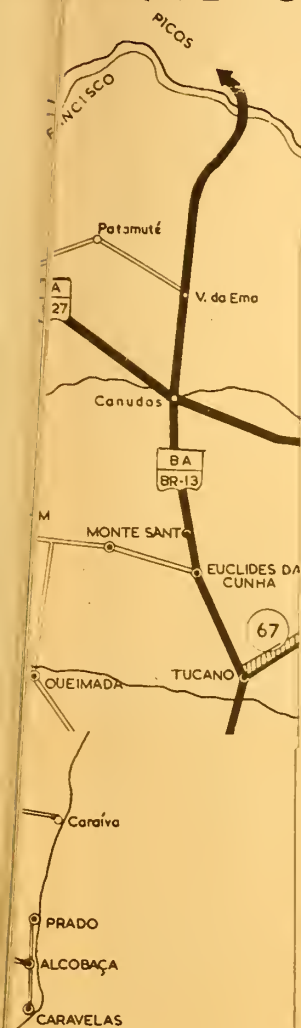 PICOS
NCISCO
Patamuté
V. da Ema
A
27
Canudos
BA
BR-13
M
MONTE SANT
EUCLIDES DA
CUNHA
67
TUCANO
QUEIMADA
Caraíva
PRADO
ALCOBAÇA
CARAVELAS